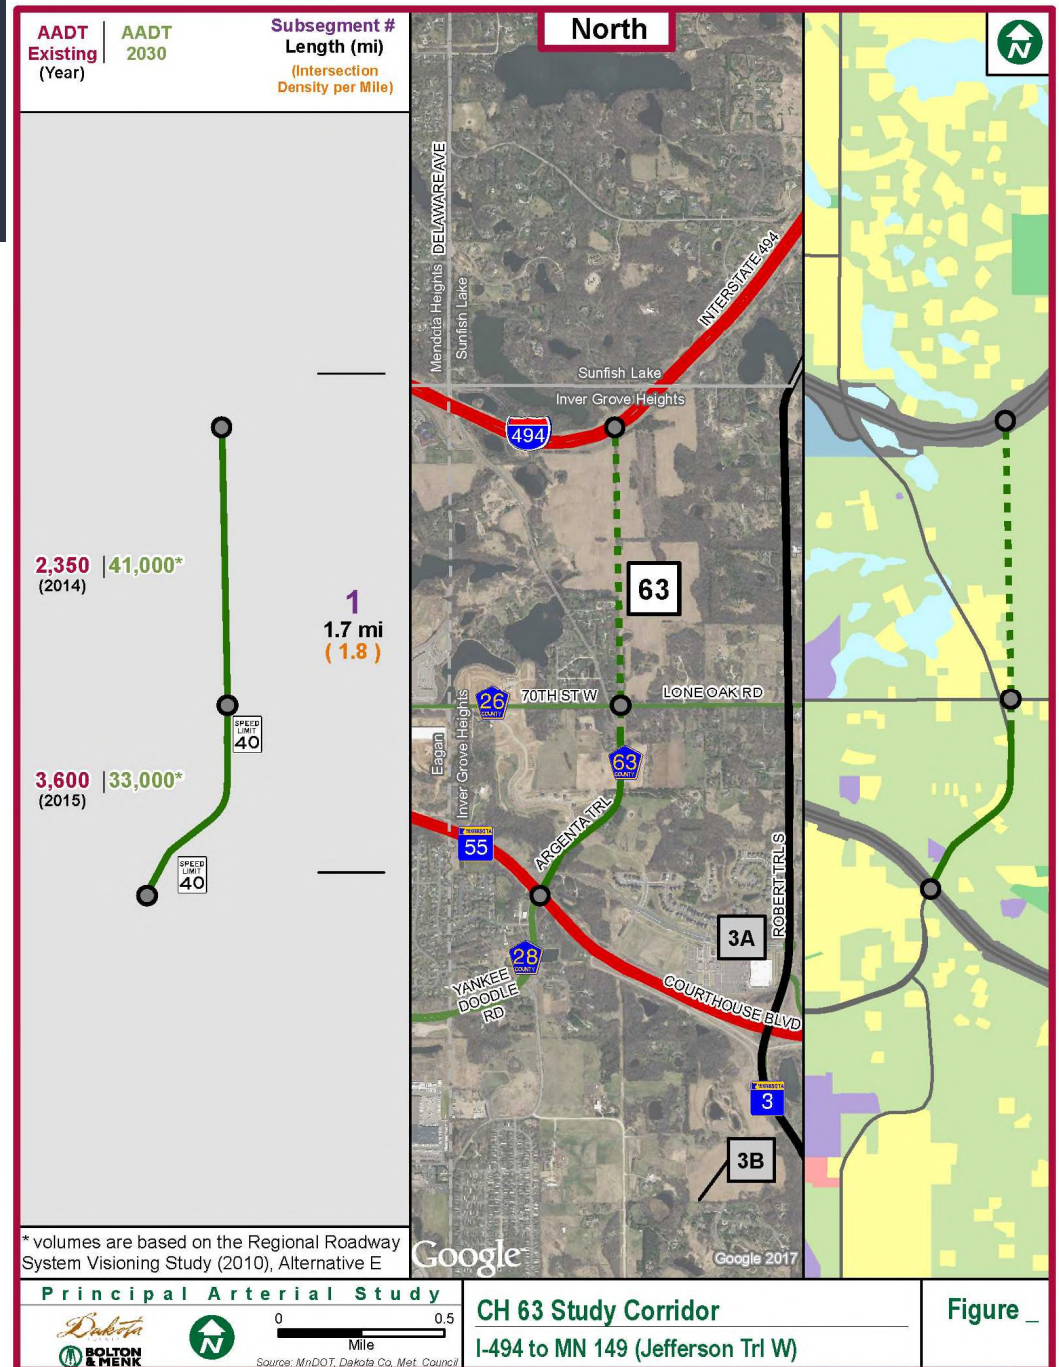 AADT
Existing
(Year)
AADT
2030
Subsegment #
Length (mi)
(Intersection
Density per Mile)
North
N
DELAWARE AVE
Mendota Heights
Sunfish Lake
INTERSTATE 494
Sunfish Lake
Inver Grove Heights
494
2,350 | 41,000*
(2014)
1
1.7 mi
( 1.8 )
63
26
COUNTY
70TH ST W
LONE OAK RD
SPEED
LIMIT
40
Eagan
Inver Grove Heights
63
COUNTY
3,600 | 33,000*
(2015)
ARGENTA TRL
MINNESOTA
55
ROBERT TRL S
SPEED
LIMIT
40
3A
28
COUNTY
YANKEE
DOODLE
RD
COURTHOUSE BLVD
MINNESOTA
3
3B
* volumes are based on the Regional Roadway
System Visioning Study (2010), Alternative E
Google
Google 2017
Principal Arterial Study
Dakota
BOLTON
& MENK
N
0 0.5
Mile
Source: MnDOT, Dakota Co, Met. Council
CH 63 Study Corridor
I-494 to MN 149 (Jefferson Trl W)
Figure _